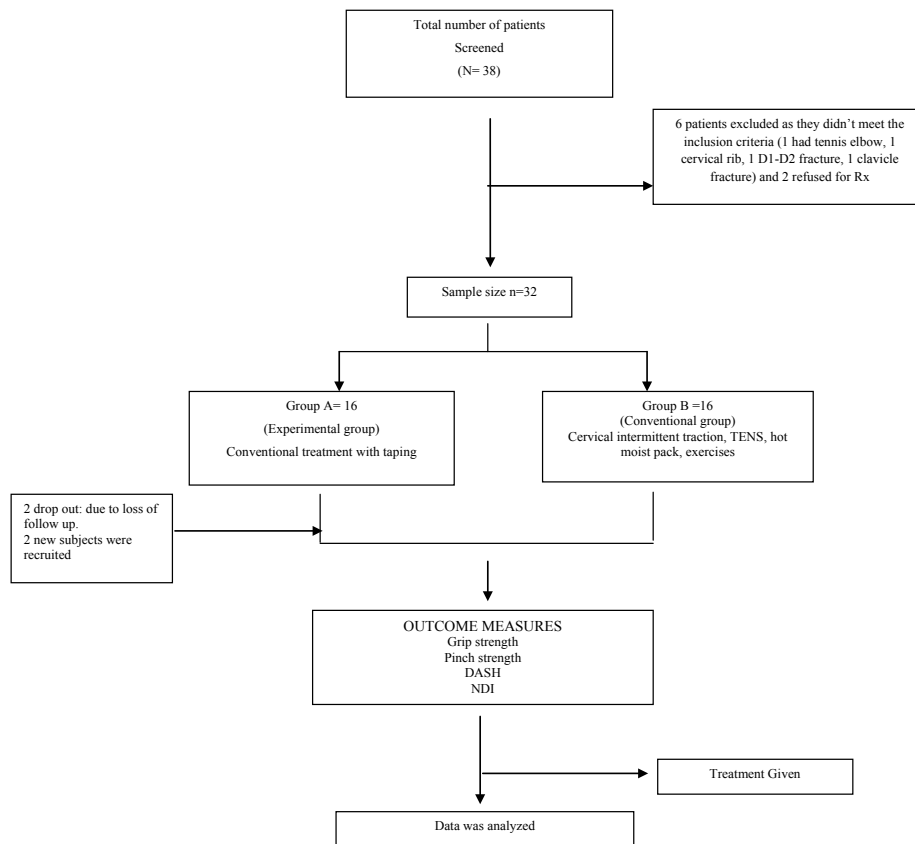 Total number of patients
Screened
(N= 38)
6 patients excluded as they didn’t meet the
inclusion criteria (1 had tennis elbow, 1
cervical rib, 1 D1-D2 fracture, 1 clavicle
fracture) and 2 refused for Rx
Sample size n=32
Group A= 16
(Experimental group)
Conventional treatment with taping
Group B =16
(Conventional group)
Cervical intermittent traction, TENS, hot
moist pack, exercises
2 drop out: due to loss of
follow up.
2 new subjects were
recruited
OUTCOME MEASURES
Grip strength
Pinch strength
DASH
NDI
Treatment Given
Data was analyzed